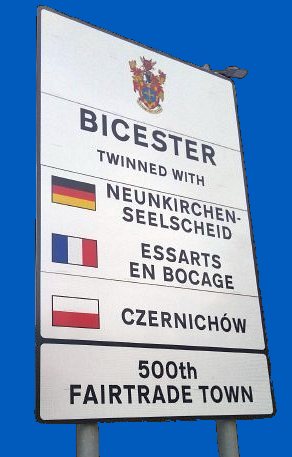 BICESTER
TWINNED WITH
NEUNKIRCHEN-
SEELSCHEID
ESSARTS
EN BOCAGE
CZERNICHÓW
500th
FAIRTRADE TOWN